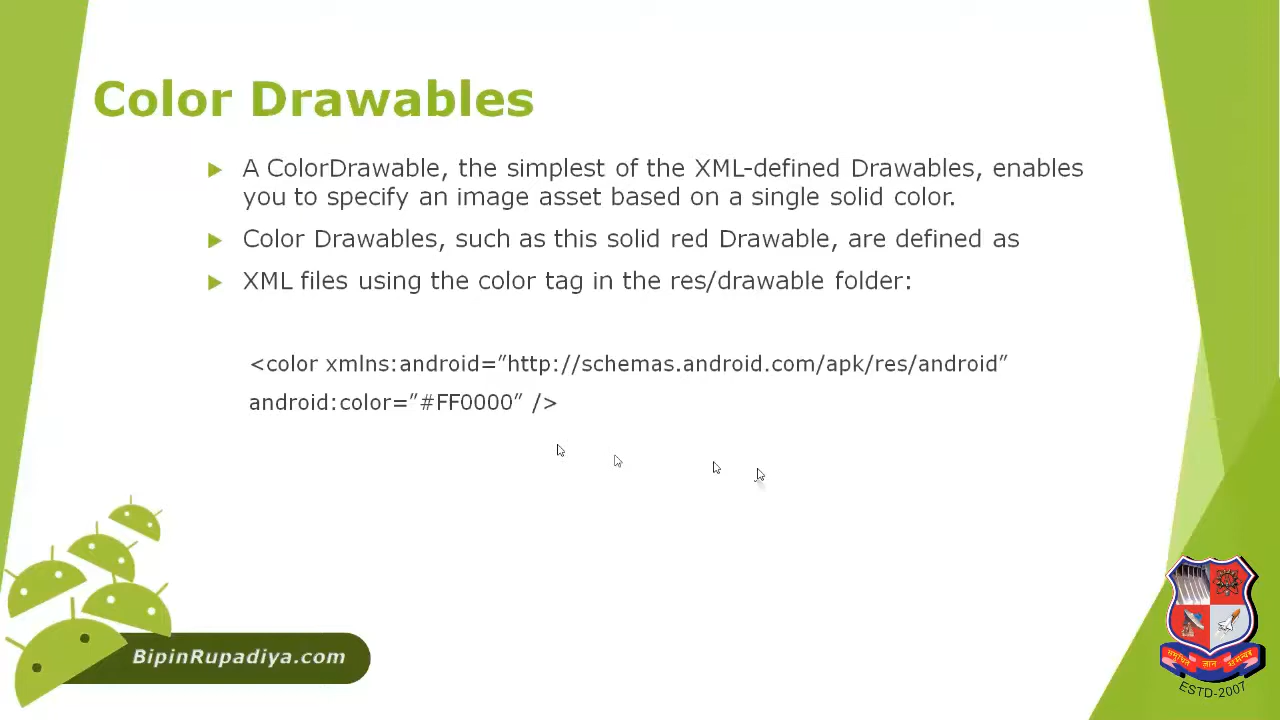 Color Drawables
A ColorDrawable, the simplest of the XML-defined Drawables, enables
you to specify an image asset based on a single solid color.
Color Drawables, such as this solid red Drawable, are defined as
XML files using the color tag in the res/drawable folder:
<color xmlns:android=”http://schemas.android.com/apk/res/android”
android:color=”#FF0000” />
BipinRupadiya.com
ESTD-2007